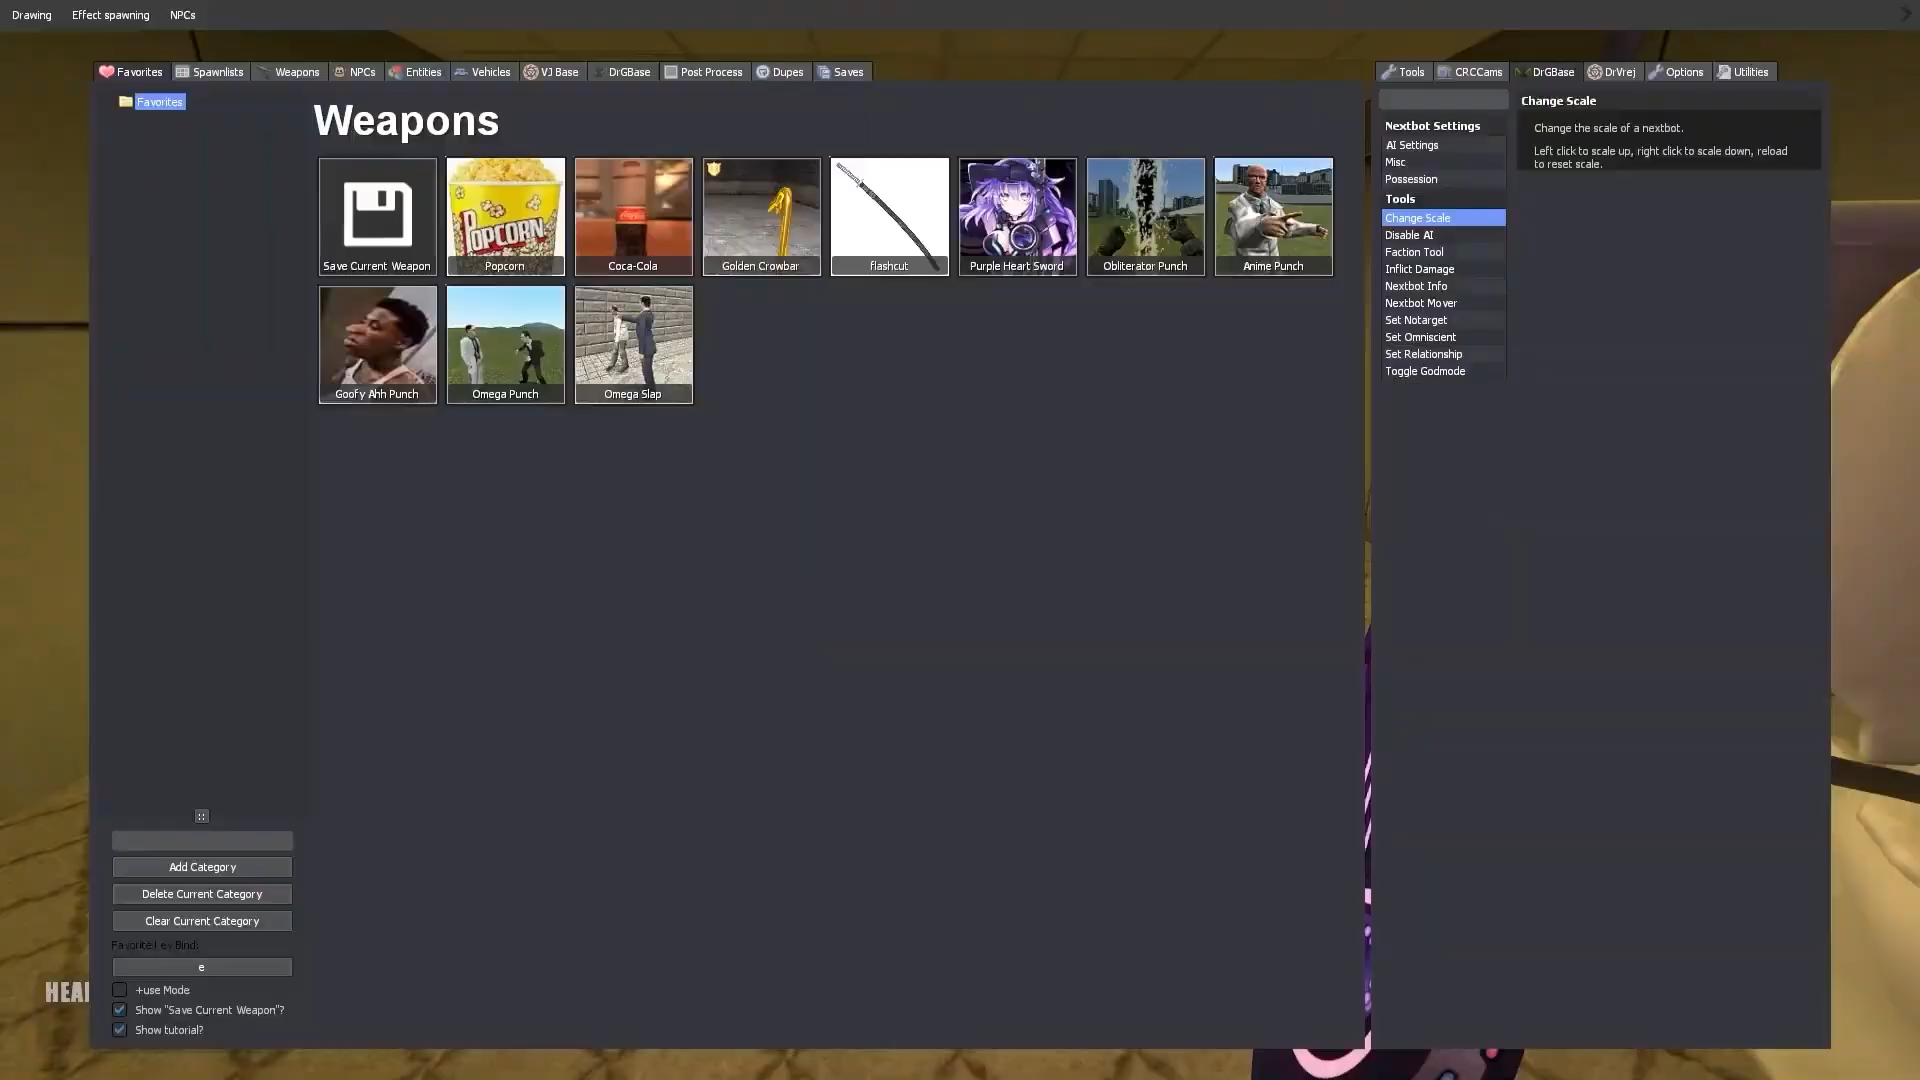 Drawing Effect spawning NPCs
Favorites Spawnlists Weapons NPCs Entities Vehicles VJ Base DrGBase Post Process Dupes Saves
Tools CRCCams DrGBase DrVrej Options Utilities
Favorites
Weapons
Save Current Weapon
POPCORN
Popcorn
Coca-Cola
Golden Crowbar
flashcut
Purple Heart Sword
Obliterator Punch
Anime Punch
Goofy Ahh Punch
Omega Punch
Omega Slap
Add Category
Delete Current Category
Clear Current Category
Favorite Key Bind:
e
+use Mode
Show "Save Current Weapon"?
Show tutorial?
HEA
Nextbot Settings
AI Settings
Misc
Possession
Tools
Change Scale
Disable AI
Faction Tool
Inflict Damage
Nextbot Info
Nextbot Mover
Set Notarget
Set Omniscient
Set Relationship
Toggle Godmode
Change Scale
Change the scale of a nextbot.
Left click to scale up, right click to scale down, reload
to reset scale.